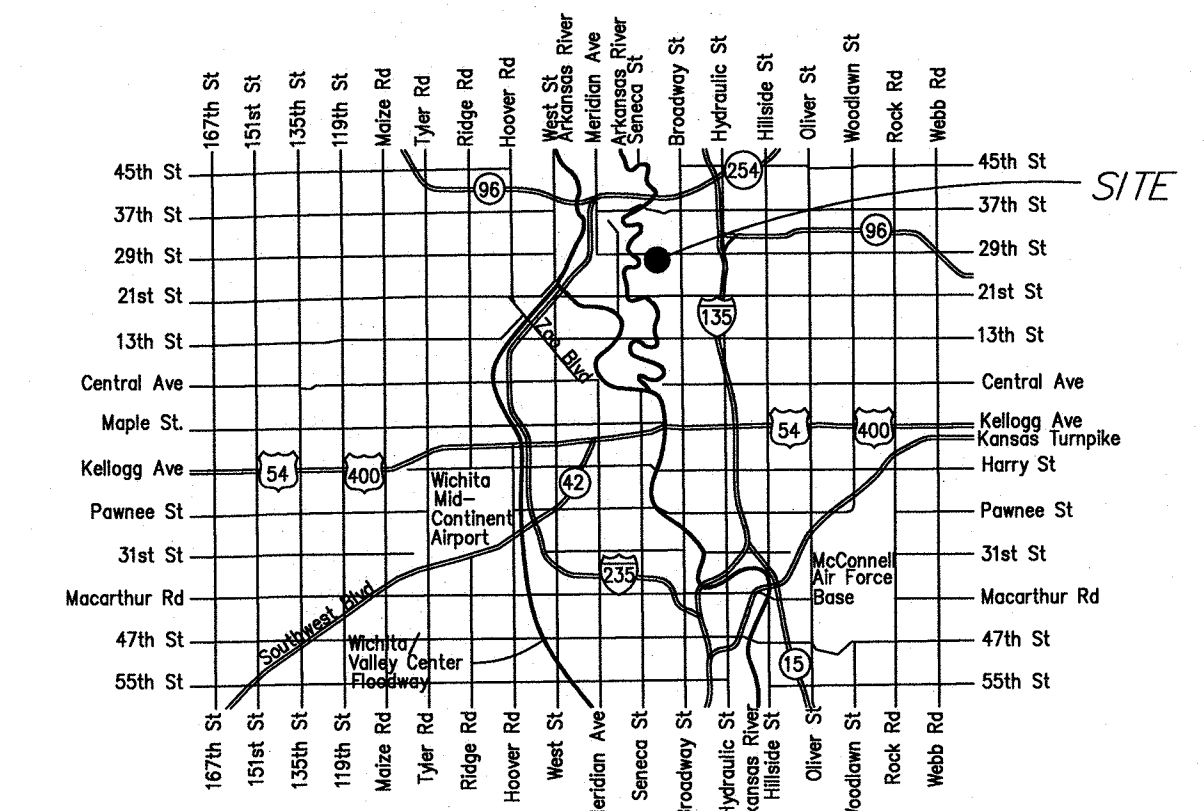 167th St
151st St
135th St
119th St
Maize Rd
Tyler Rd
Ridge Rd
Hoover Rd
West St
Arkansas River
Meridian Ave
Arkansas River
Seneca St
Broadway St
Hydraulic St
Hillside St
Oliver St
Woodlawn St
Rock Rd
Webb Rd
45th St
254
45th St
SITE
96
37th St
37th St
96
29th St
29th St
21st St
21st St
135
13th St
Zoo Blvd
13th St
Central Ave
Central Ave
Maple St.
54
400
Kellogg Ave
Kansas Turnpike
Kellogg Ave
54
400
Harry St
Wichita
Mid-
Continent
Airport
42
Pawnee St
Pawnee St
31st St
31st St
235
McConnell
Air Force
Base
Macarthur Rd
Macarthur Rd
Southwest Blvd
47th St
47th St
Wichita/
Valley Center
Floodway
15
55th St
55th St
167th St
151st St
135th St
119th St
Maize Rd
Tyler Rd
Ridge Rd
Hoover Rd
West St
eridian Ave
Seneca St
roadway St
Hydraulic St
kansas River
Hillside St
Oliver St
oodlawn St
Rock Rd
Webb Rd